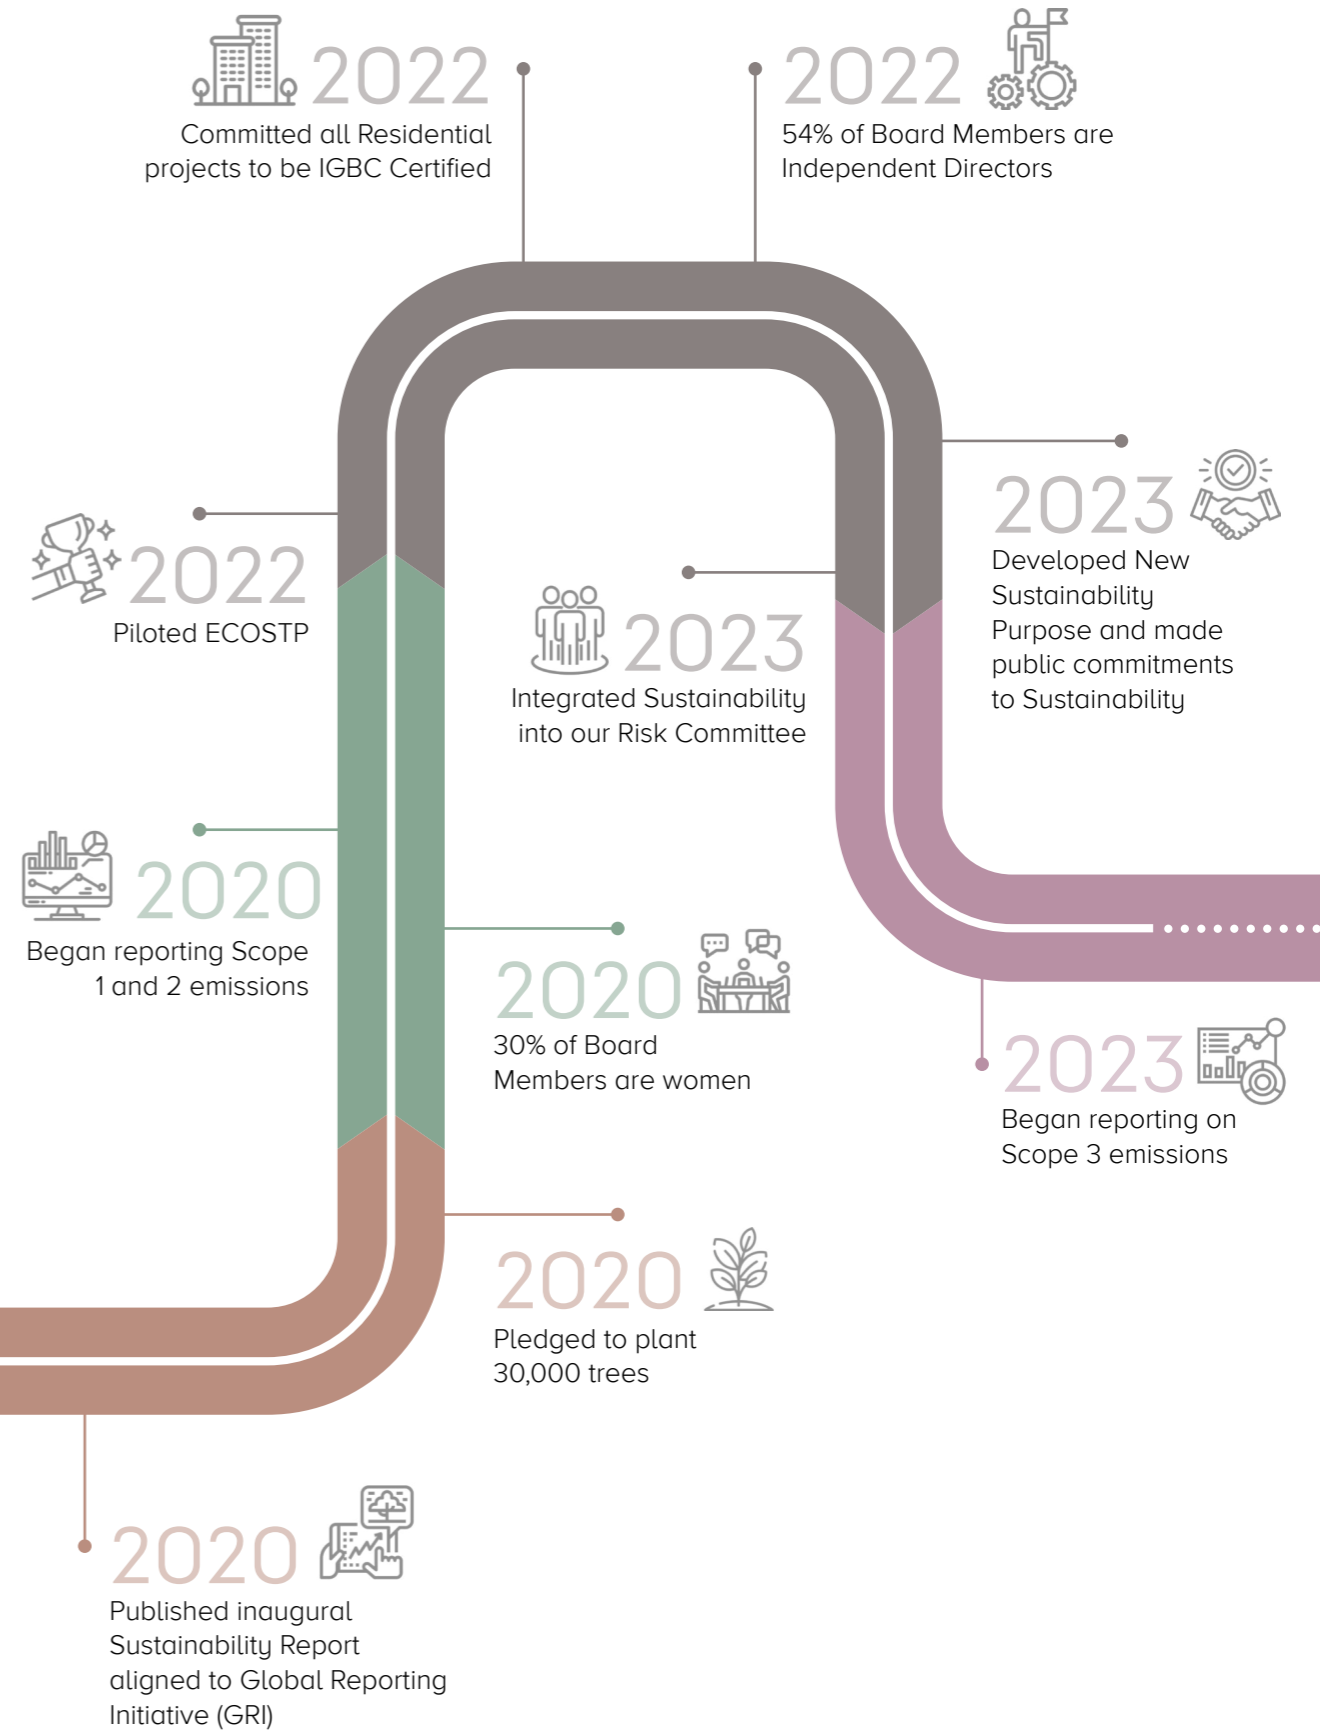 2022
Committed all Residential
projects to be IGBC Certified
2022
54% of Board Members are
Independent Directors
2023
Developed New
Sustainability
Purpose and made
public commitments
to Sustainability
2022
Piloted ECOSTP
2023
Integrated Sustainability
into our Risk Committee
2020
Began reporting Scope
1 and 2 emissions
2020
30% of Board
Members are women
2023
Began reporting on
Scope 3 emissions
2020
Pledged to plant
30,000 trees
2020
Published inaugural
Sustainability Report
aligned to Global Reporting
Initiative (GRI)